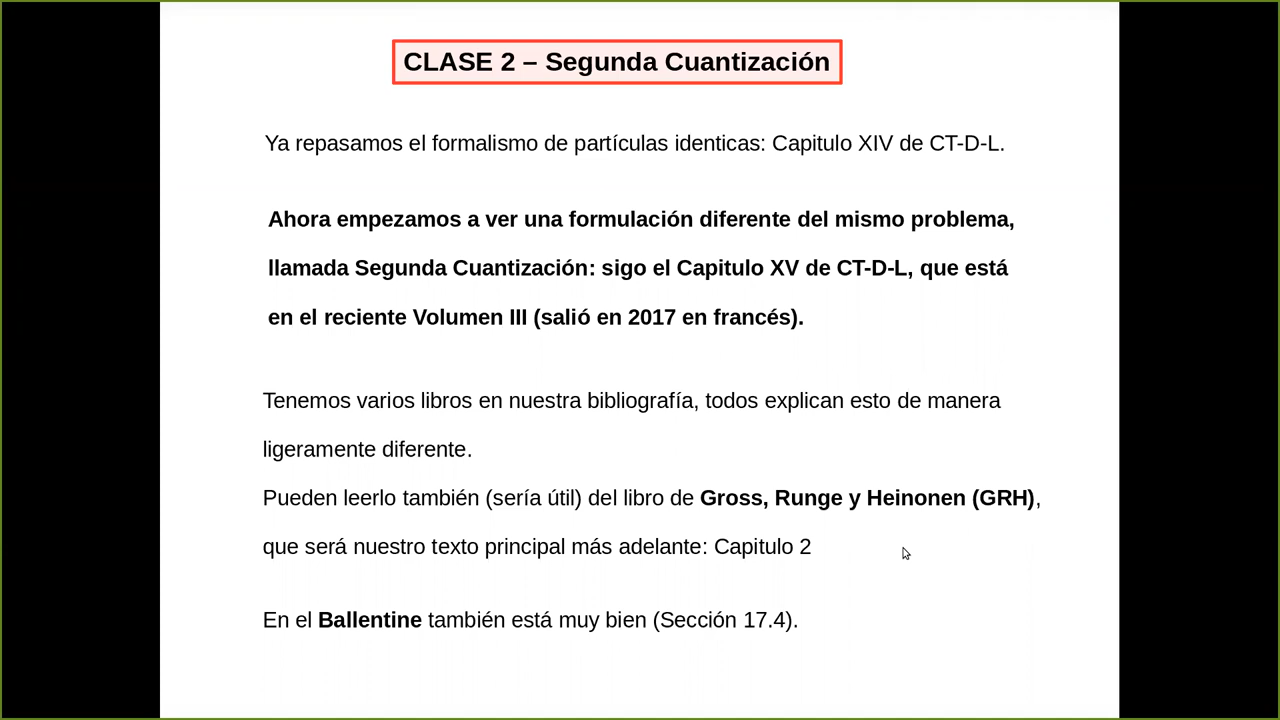 CLASE 2 – Segunda Cuantización
Ya repasamos el formalismo de partículas identicas: Capitulo XIV de CT-D-L.
Ahora empezamos a ver una formulación diferente del mismo problema,
llamada Segunda Cuantización: sigo el Capitulo XV de CT-D-L, que está
en el reciente Volumen III (salió en 2017 en francés).
Tenemos varios libros en nuestra bibliografía, todos explican esto de manera
ligeramente diferente.
Pueden leerlo también (sería útil) del libro de Gross, Runge y Heinonen (GRH),
que será nuestro texto principal más adelante: Capitulo 2
En el Ballentine también está muy bien (Sección 17.4).